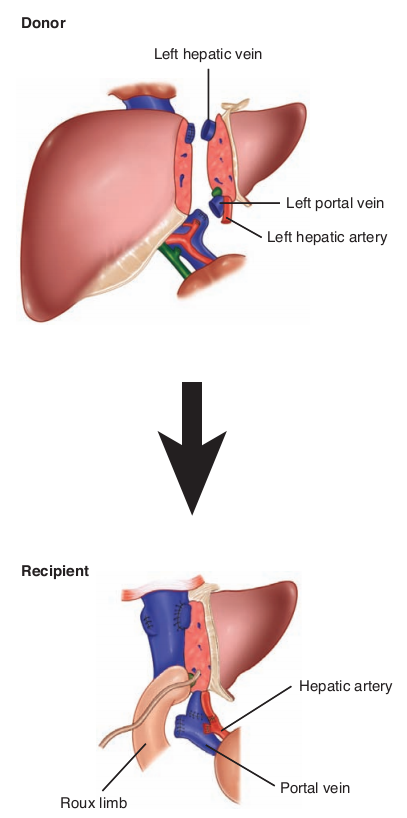 Donor
Left hepatic vein
Left portal vein
Left hepatic artery
Recipient
Hepatic artery
Portal vein
Roux limb